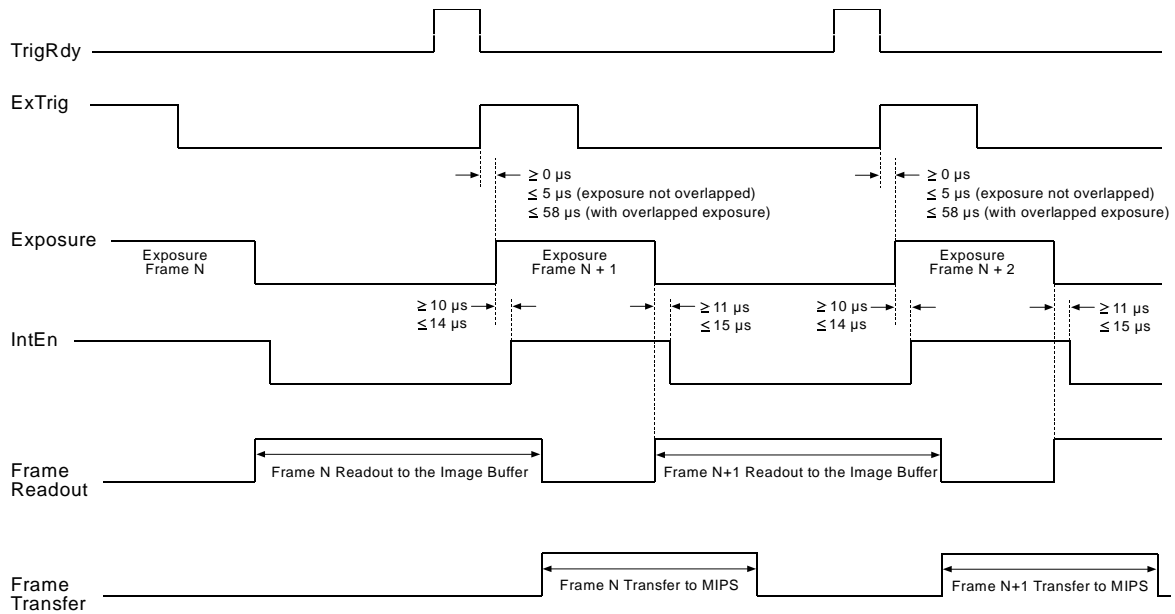 TrigRdy
ExTrig
≥ 0 µs
≤ 5 µs (exposure not overlapped)
≤ 58 µs (with overlapped exposure)
≥ 0 µs
≤ 5 µs (exposure not overlapped)
≤ 58 µs (with overlapped exposure)
Exposure
Exposure
Frame N
Exposure
Frame N + 1
Exposure
Frame N + 2
≥ 10 µs
≤ 14 µs
≥ 11 µs
≤ 15 µs
≥ 10 µs
≤ 14 µs
≥ 11 µs
≤ 15 µs
IntEn
Frame
Readout
Frame N Readout to the Image Buffer
Frame N+1 Readout to the Image Buffer
Frame
Transfer
Frame N Transfer to MIPS
Frame N+1 Transfer to MIPS